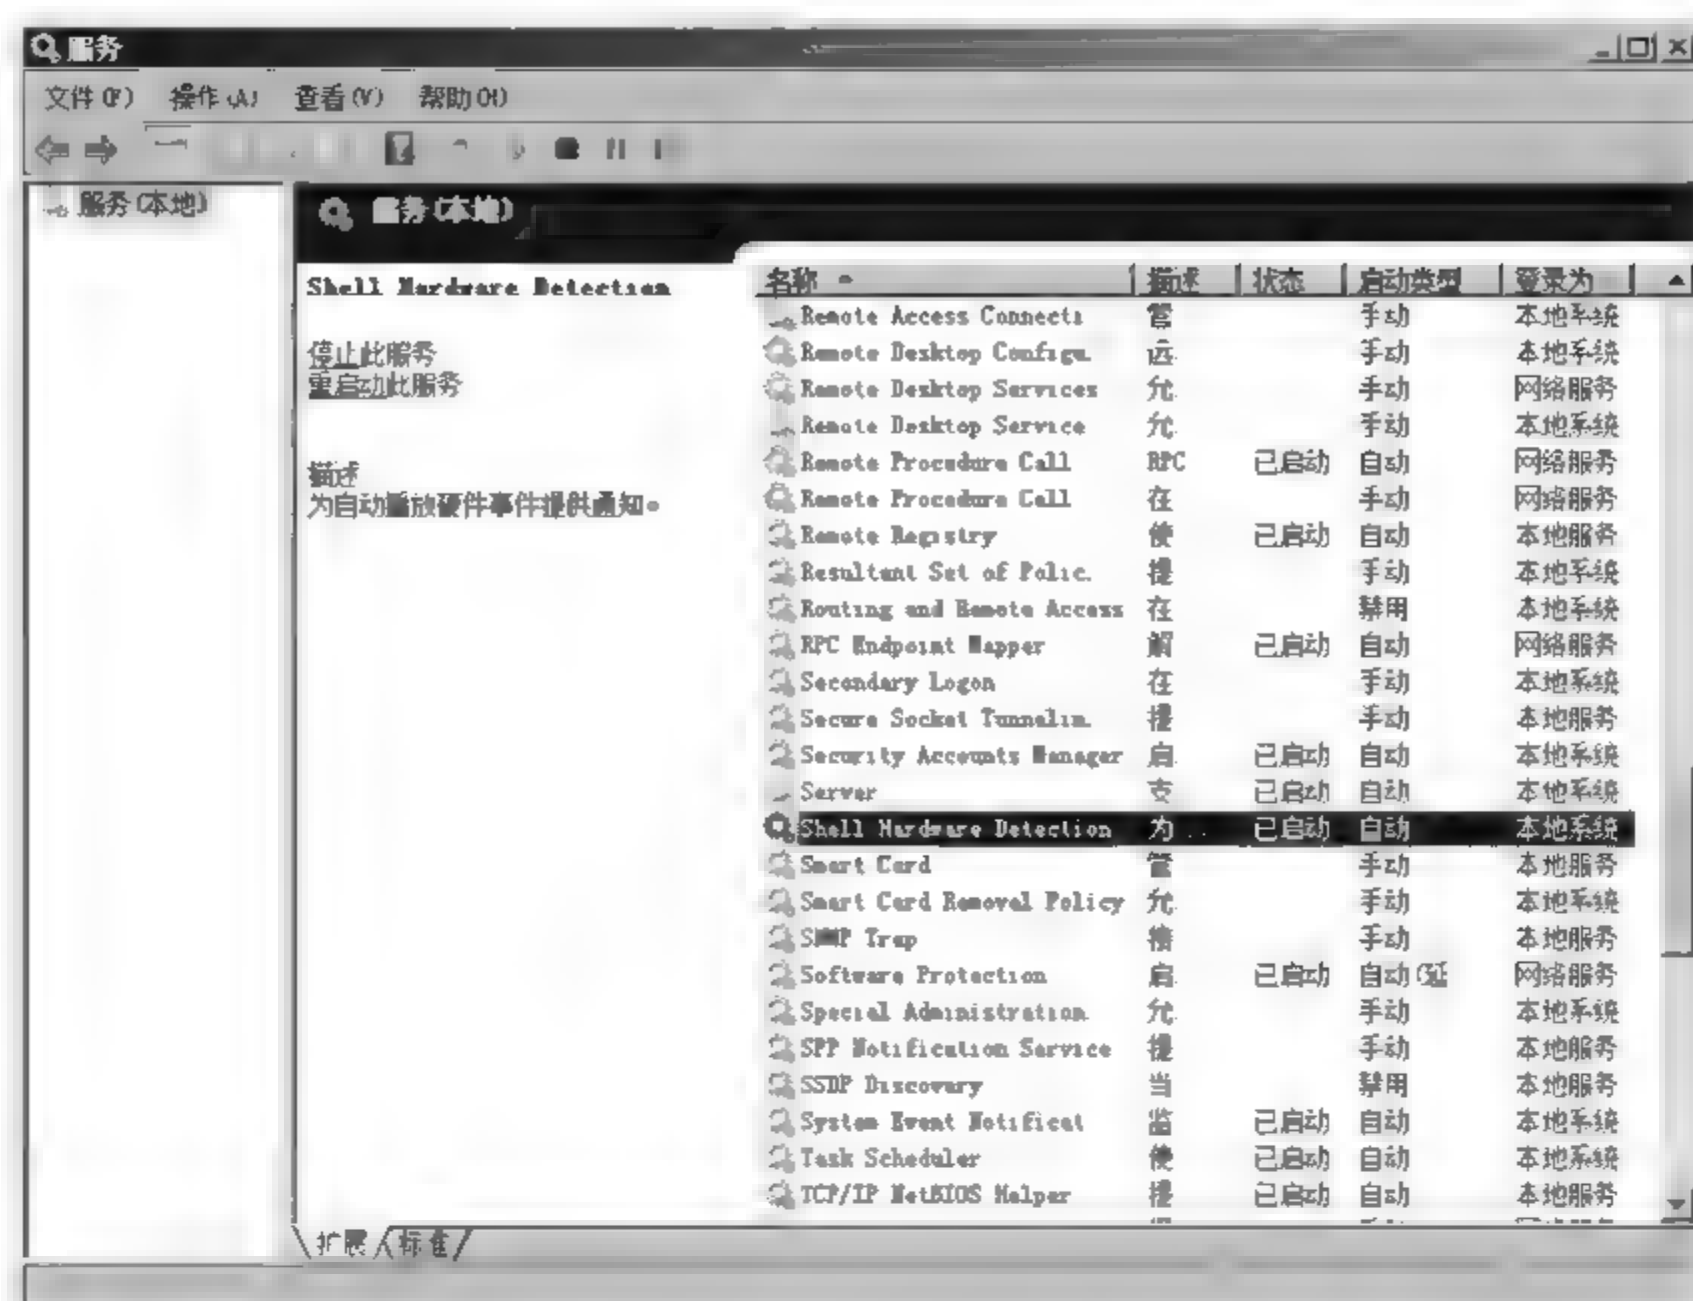 服务
文件(F) 操作(A) 查看(V) 帮助(H)
服务(本地)
服务(本地)
Shell Hardware Detection
停止此服务
重启动此服务
描述
为自动播放硬件事件提供通知。
名称 描述 状态 启动类型 登录为
Remote Access Connecti 管 手动 本地系统
Remote Desktop Configu. 远 手动 本地系统
Remote Desktop Services 允. 手动 网络服务
Remote Desktop Service 允. 手动 本地系统
Remote Procedure Call RPC 已启动 自动 网络服务
Remote Procedure Call 在 手动 网络服务
Remote Registry 使 已启动 自动 本地服务
Resultant Set of Polic. 提 手动 本地系统
Routing and Remote Access 在 禁用 本地系统
RPC Endpoint Mapper 解 已启动 自动 网络服务
Secondary Logon 在 手动 本地系统
Secure Socket Tunnelin. 提 手动 本地服务
Security Accounts Manager 启. 已启动 自动 本地系统
Server 支 已启动 自动 本地系统
Shell Hardware Detection 为... 已启动 自动 本地系统
Smart Card 管 手动 本地服务
Smart Card Removal Policy 允. 手动 本地系统
SNMP Trap 接 手动 本地服务
Software Protection 启. 已启动 自动(延 网络服务
Special Administration 允. 手动 本地系统
SPP Notification Service 提 手动 本地服务
SSDP Discovery 当 禁用 本地服务
System Event Notificat 监 已启动 自动 本地系统
Task Scheduler 使 已启动 自动 本地系统
TCP/IP NetBIOS Helper 提 已启动 自动 本地服务
扩展 标准